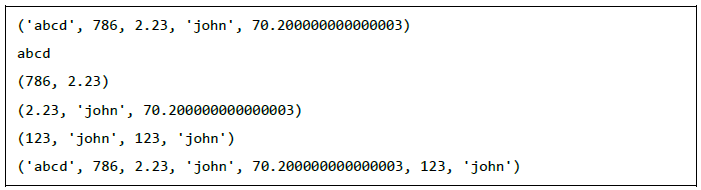 ('abcd', 786, 2.23, 'john', 70.200000000000003)
abcd
(786, 2.23)
(2.23, 'john', 70.200000000000003)
(123, 'john', 123, 'john')
('abcd', 786, 2.23, 'john', 70.200000000000003, 123, 'john')